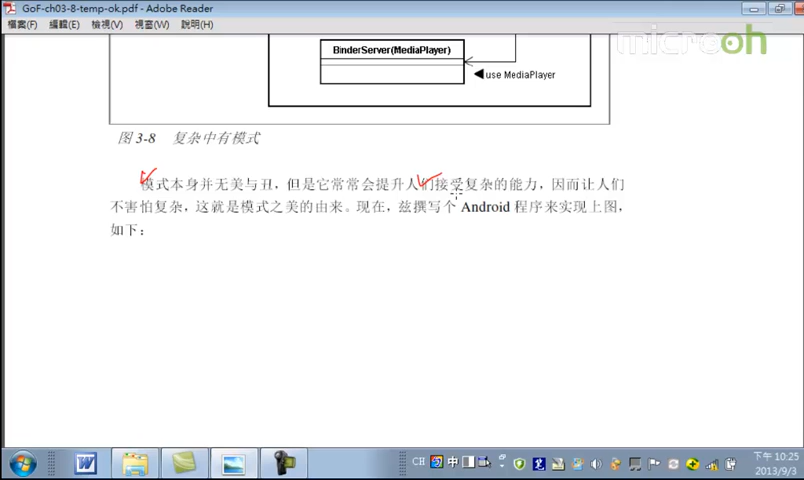 GoF-ch03-8-temp-ok.pdf - Adobe Reader
檔案(F) 編輯(E) 檢視(V) 視窗(W) 說明(H)
microoh
BinderServer(MediaPlayer)
use MediaPlayer
图 3-8 复杂中有模式
模式本身并无美与丑，但是它常常会提升人们接受复杂的能力，因而让人们
不害怕复杂，这就是模式之美的由来。现在，兹撰写个 Android 程序来实现上图，
如下：
CH 中
下午 10:25
2013/9/3